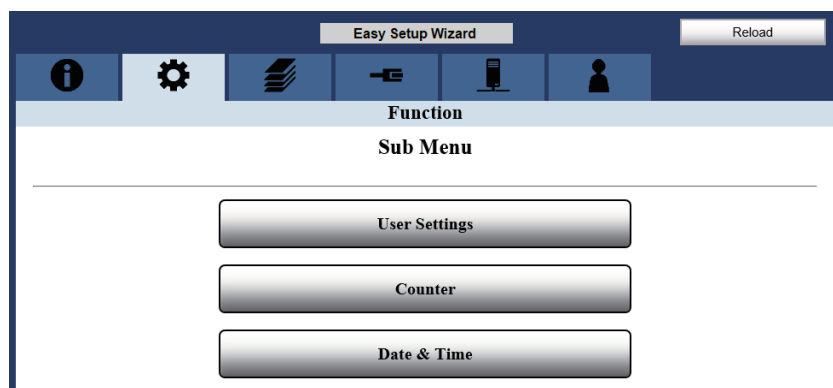 Easy Setup Wizard
Reload
Function
Sub Menu
User Settings
Counter
Date & Time